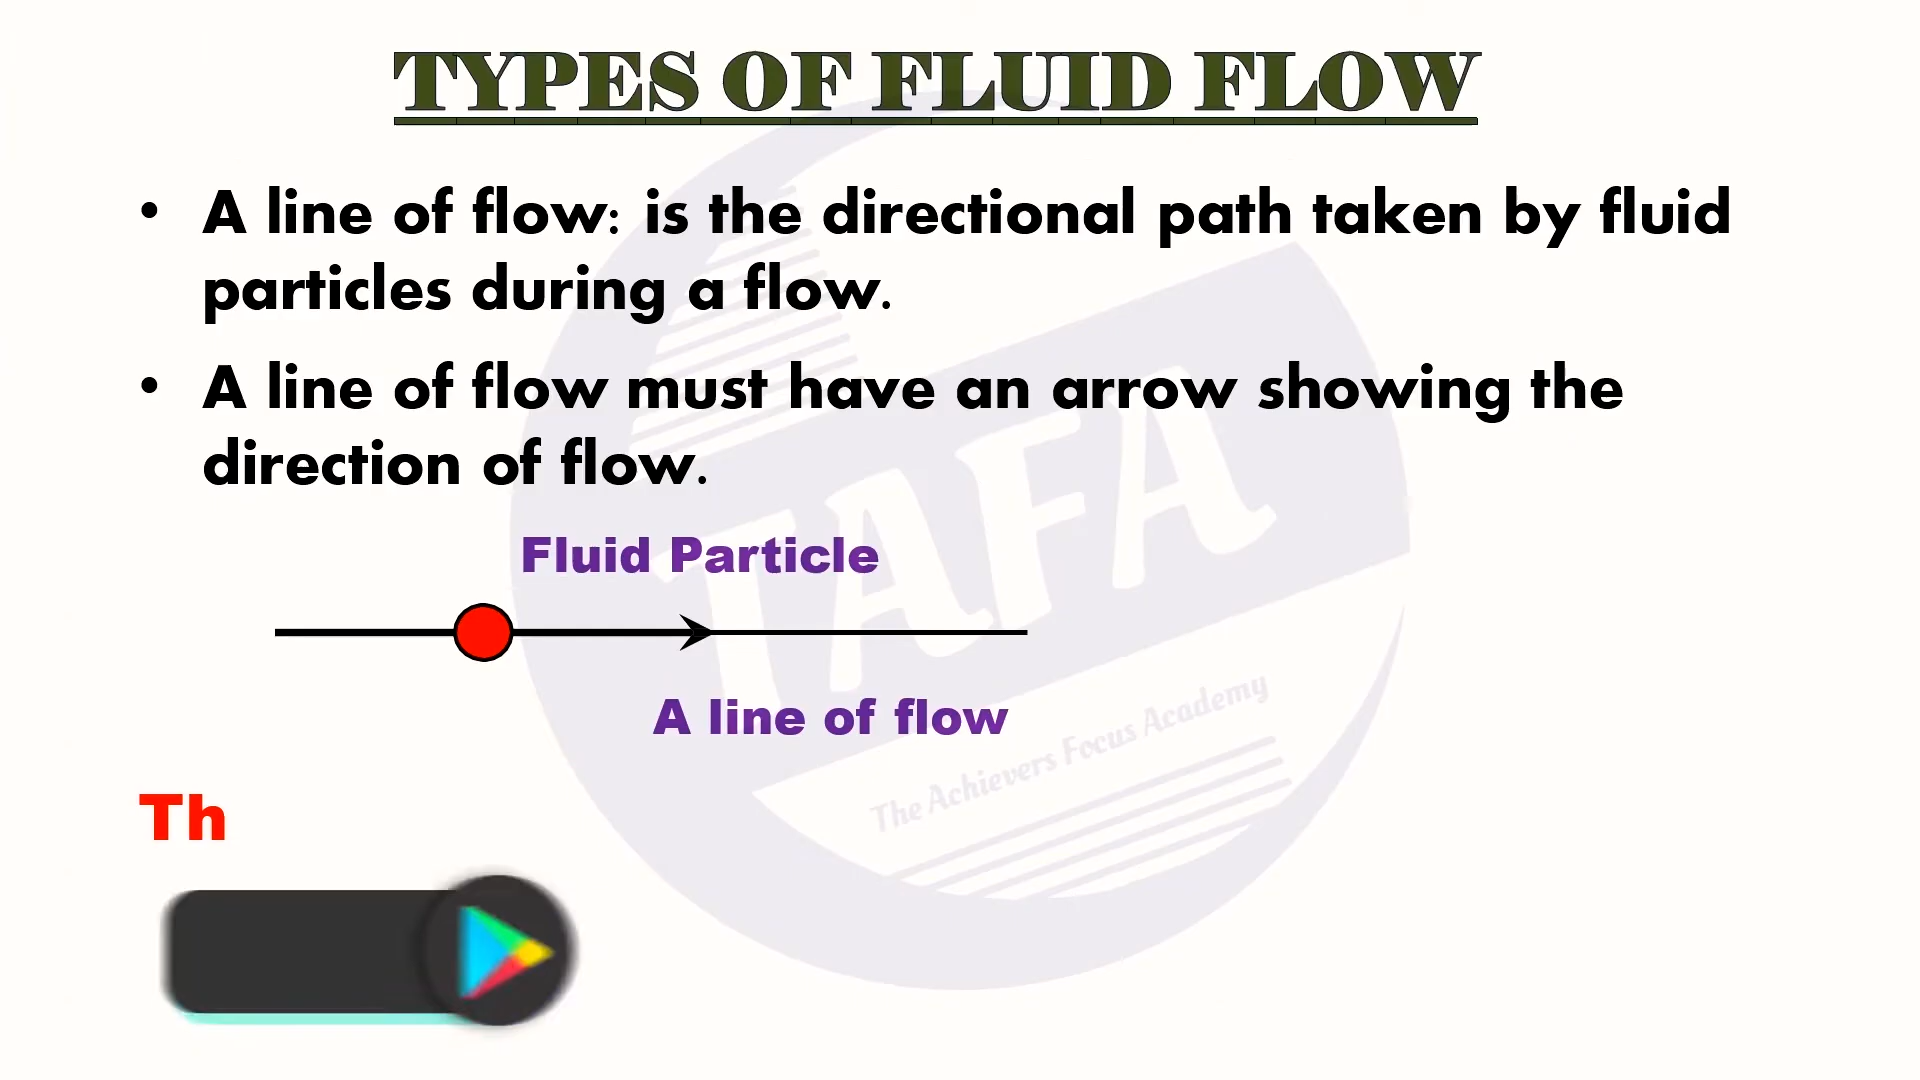 TYPES OF FLUID FLOW
• A line of flow: is the directional path taken by fluid
particles during a flow.
• A line of flow must have an arrow showing the
direction of flow.
Fluid Particle
A line of flow
Th
TAFA
The Achievers Focus Academy